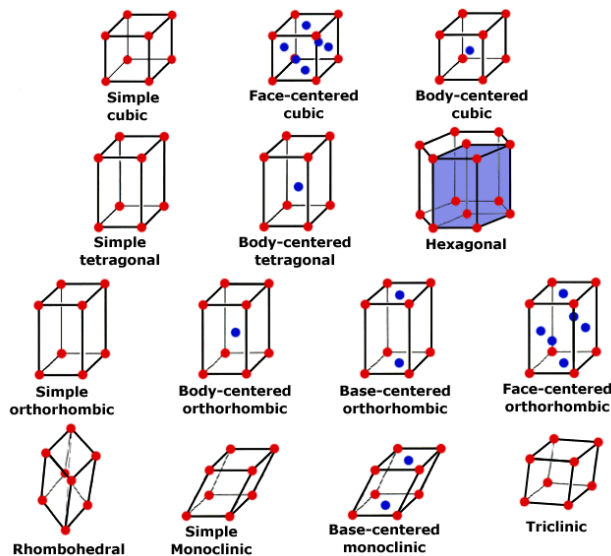 Simple
cubic
Face-centered
cubic
Body-centered
cubic
Simple
tetragonal
Body-centered
tetragonal
Hexagonal
Simple
orthorhombic
Body-centered
orthorhombic
Base-centered
orthorhombic
Face-centered
orthorhombic
Rhombohedral
Simple
Monoclinic
Base-centered
monoclinic
Triclinic